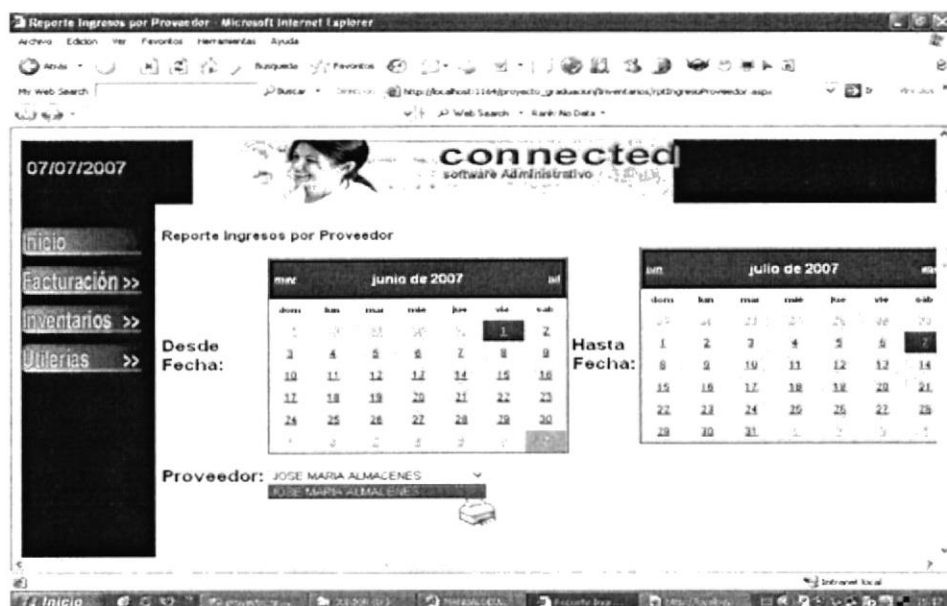 Reporte Ingresos por Proveedor - Microsoft Internet Explorer
Archivo Edicion Ver Favoritos Herramientas Ayuda
Atrás Busqueda Favoritos
My Web Search Buscar http://localhost:1164/proyecto_graduacion/Inventarios/rptIngresoProveedor.aspx
Web Search
07/07/2007
connected
software Administrativo
Inicio
Facturación >>
Inventarios >>
Utilerias >>
Reporte Ingresos por Proveedor
Desde Fecha:
junio de 2007 jul
dom lun mar mié jue vie sáb
1 2
3 4 5 6 7 8 9
10 11 12 13 14 15 16
17 18 19 20 21 22 23
24 25 26 27 28 29 30
Hasta Fecha:
jun julio de 2007
dom lun mar mié jue vie sáb
1 2 3 4 5 6 7
8 9 10 11 12 13 14
15 16 17 18 19 20 21
22 23 24 25 26 27 28
29 30 31
Proveedor: JOSE MARIA ALMACENES
JOSE MARIA ALMACENES
Intranet local
Inicio